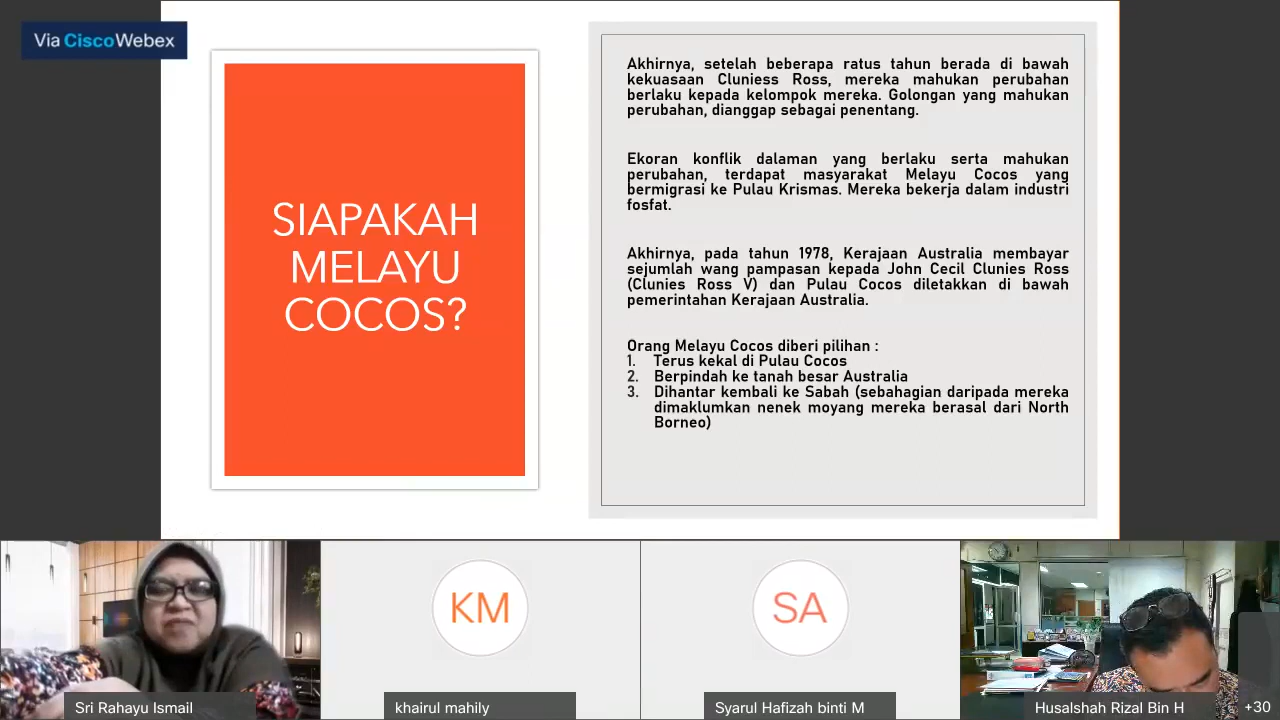 Via Cisco Webex
SIAPAKAH
MELAYU
COCOS?
Akhirnya, setelah beberapa ratus tahun berada di bawah
kekuasaan Cluniess Ross, mereka mahukan perubahan
berlaku kepada kelompok mereka. Golongan yang mahukan
perubahan, dianggap sebagai penentang.
Ekoran konflik dalaman yang berlaku serta mahukan
perubahan, terdapat masyarakat Melayu Cocos yang
bermigrasi ke Pulau Krismas. Mereka bekerja dalam industri
fosfat.
Akhirnya, pada tahun 1978, Kerajaan Australia membayar
sejumlah wang pampasan kepada John Cecil Clunies Ross
(Clunies Ross V) dan Pulau Cocos diletakkan di bawah
pemerintahan Kerajaan Australia.
Orang Melayu Cocos diberi pilihan :
1. Terus kekal di Pulau Cocos
2. Berpindah ke tanah besar Australia
3. Dihantar kembali ke Sabah (sebahagian daripada mereka
dimaklumkan nenek moyang mereka berasal dari North
Borneo)
KM
SA
Sri Rahayu Ismail
khairul mahily
Syarul Hafizah binti M
Husalshah Rizal Bin H
+30